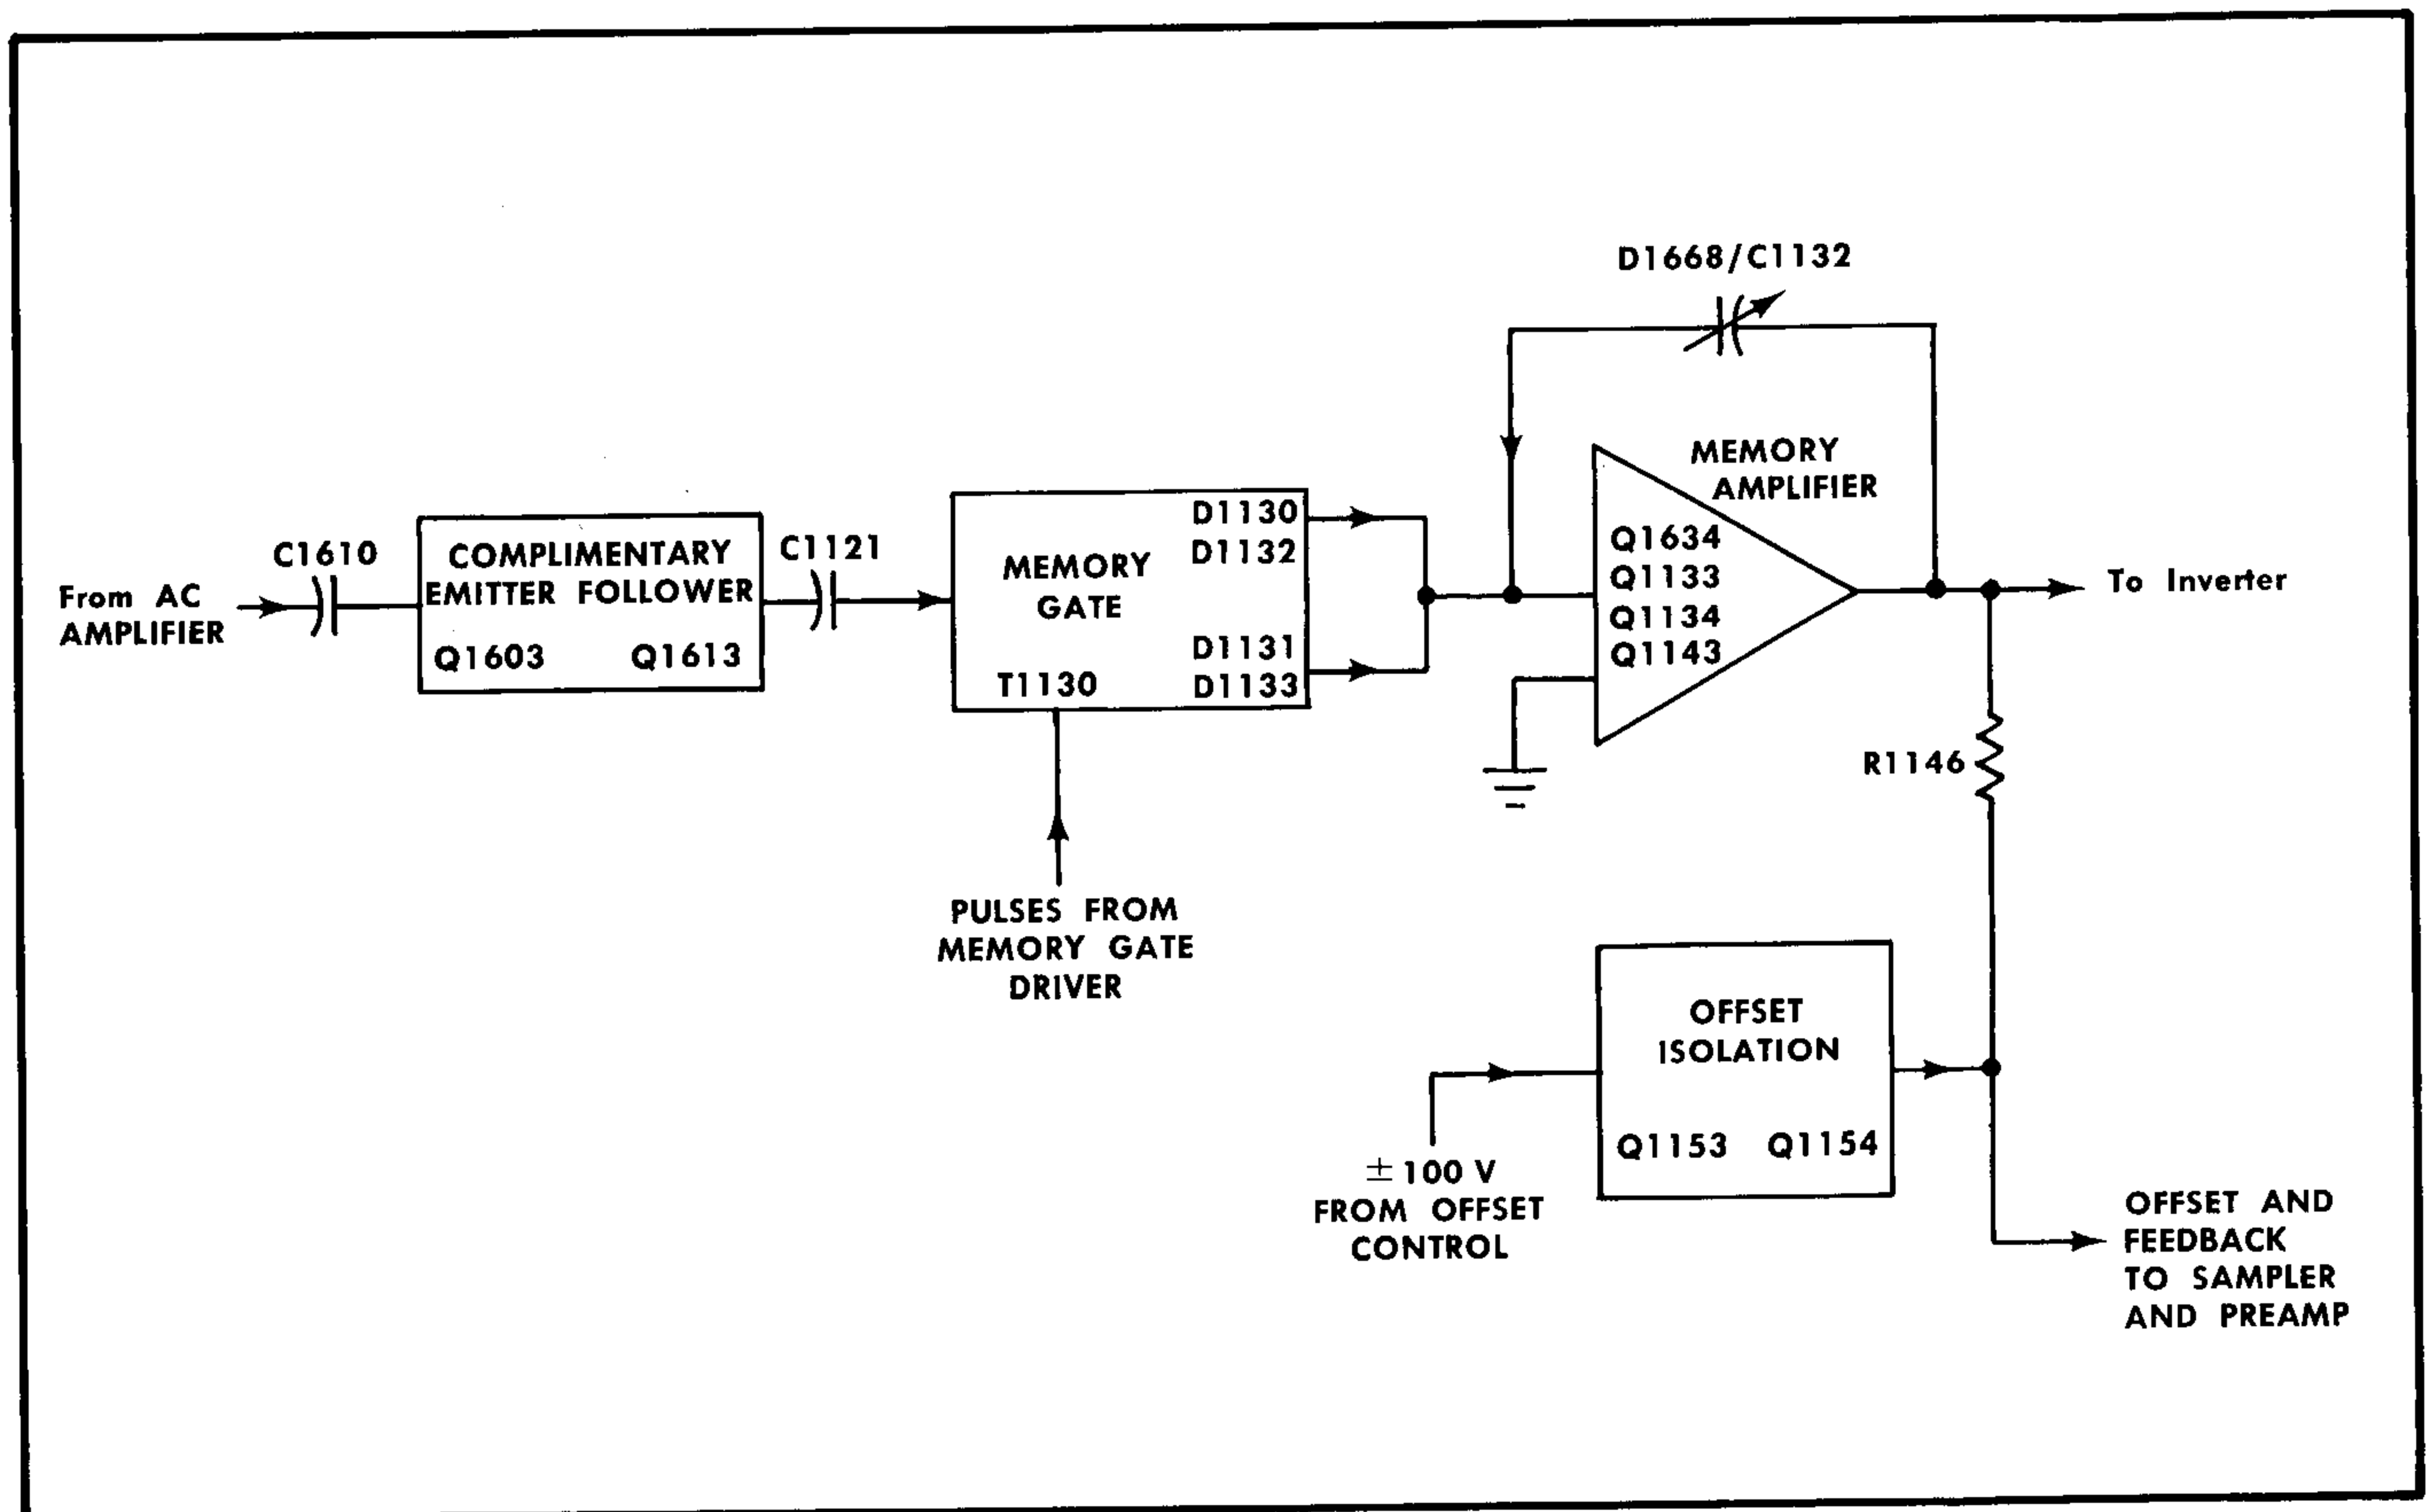 D1668/C1132
MEMORY
AMPLIFIER
Q1634
Q1133
Q1134
Q1143
From AC
AMPLIFIER
C1610
COMPLIMENTARY
EMITTER FOLLOWER
Q1603 Q1613
C1121
MEMORY
GATE
T1130
D1130
D1132
D1131
D1133
PULSES FROM
MEMORY GATE
DRIVER
To Inverter
R1146
OFFSET
ISOLATION
Q1153 Q1154
± 100 V
FROM OFFSET
CONTROL
OFFSET AND
FEEDBACK
TO SAMPLER
AND PREAMP